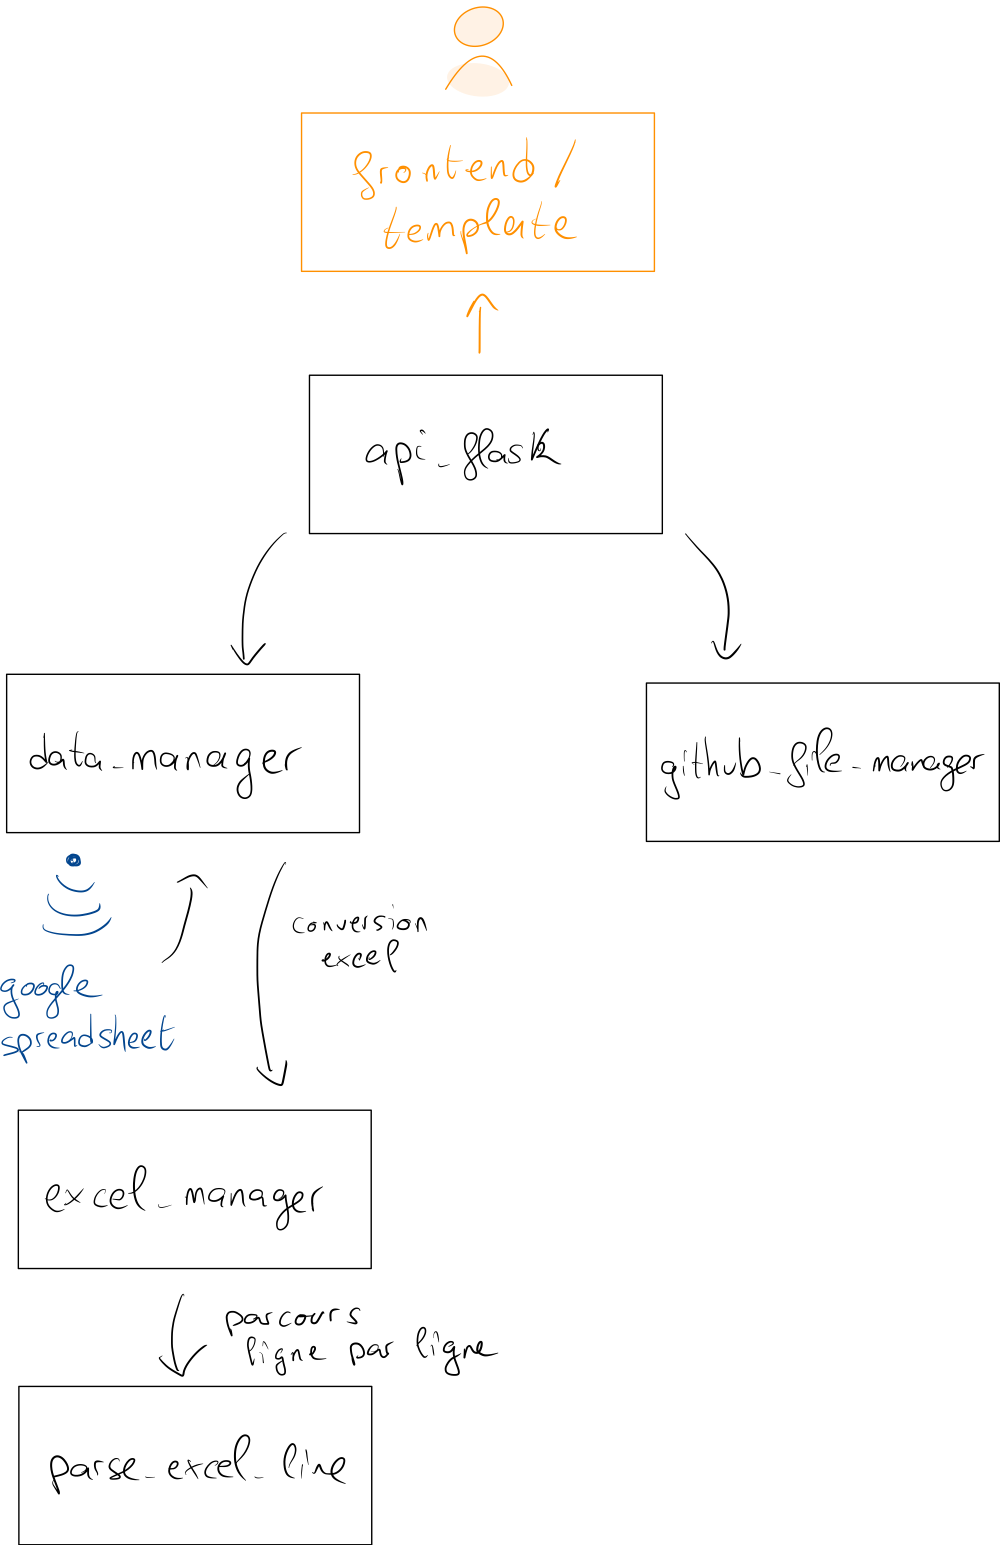 frontend /
template
api_flask
data_manager
github_file_manager
conversion
excel
google
spreadsheet
excel_manager
parcours
ligne par ligne
parse_excel_line